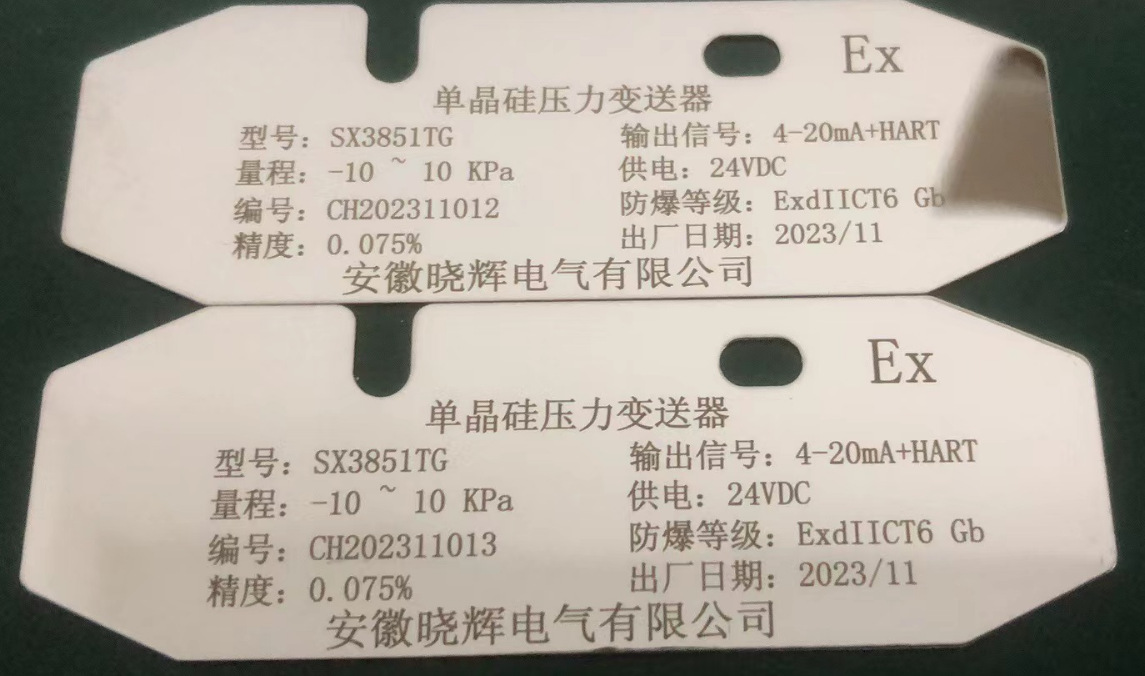 Ex
单晶硅压力变送器
型号：SX3851TG 输出信号：4-20mA+HART
量程：-10 ~ 10 KPa 供电：24VDC
编号：CH202311012 防爆等级：ExdIICT6 Gb
精度：0.075% 出厂日期：2023/11
安徽晓辉电气有限公司
Ex
单晶硅压力变送器
型号：SX3851TG 输出信号：4-20mA+HART
量程：-10 ~ 10 KPa 供电：24VDC
编号：CH202311013 防爆等级：ExdIICT6 Gb
精度：0.075% 出厂日期：2023/11
安徽晓辉电气有限公司